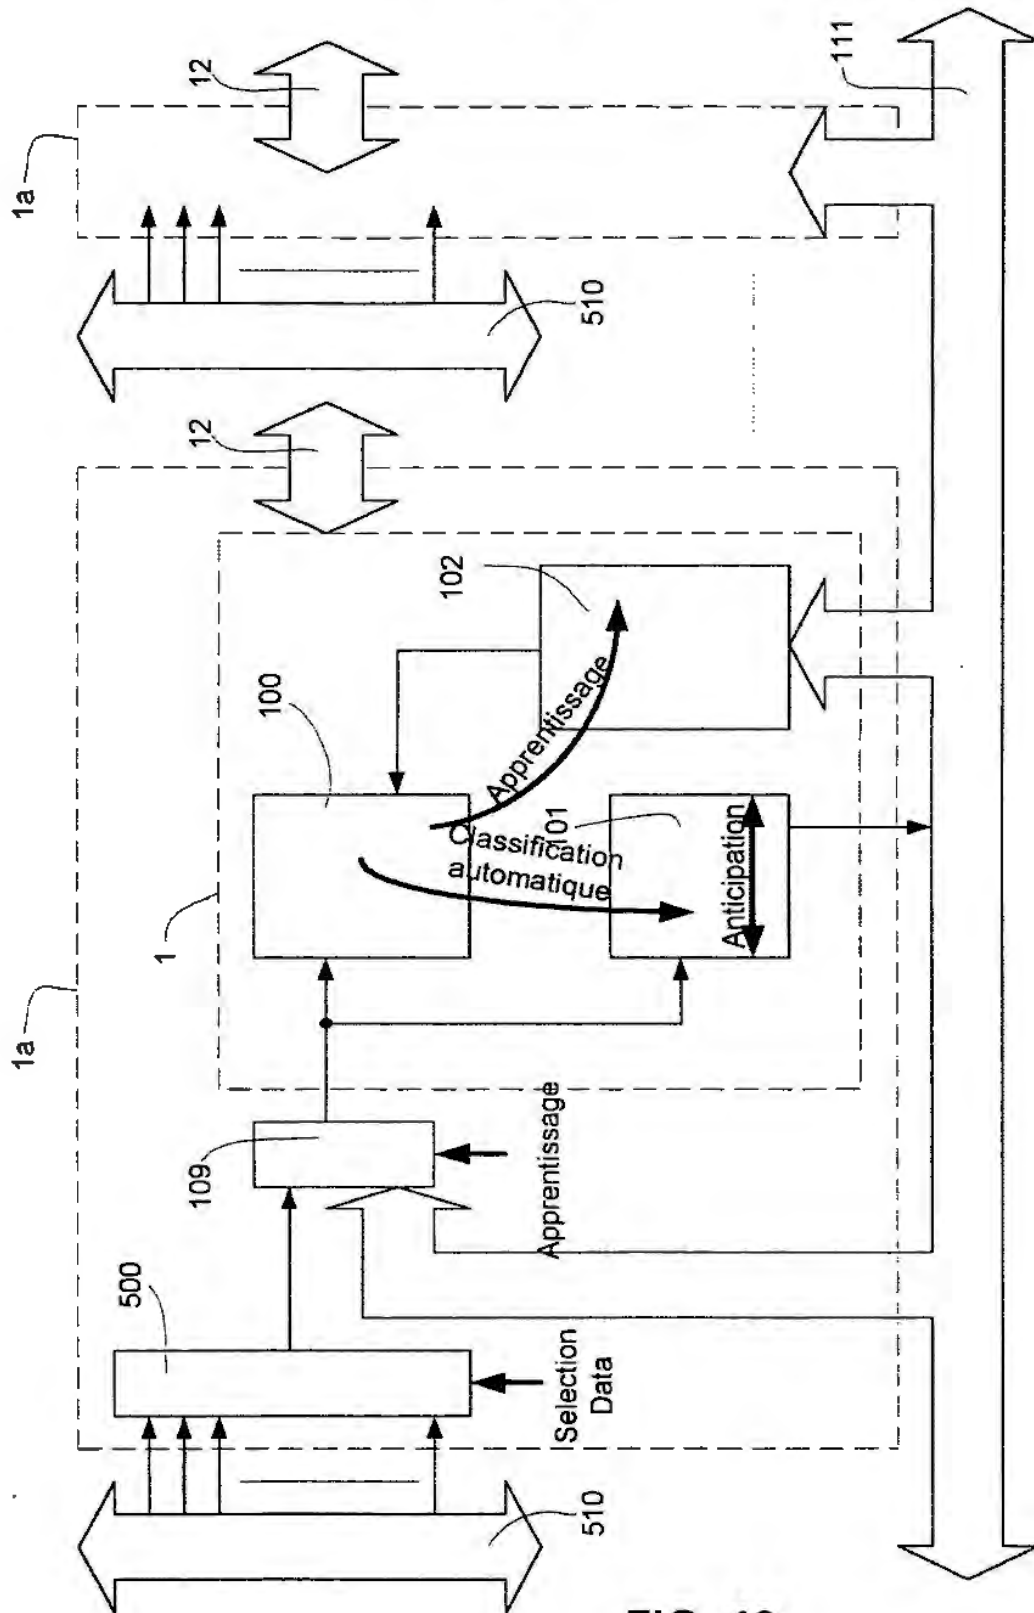 1a
12
1a
111
510
12
102
100
Apprentissage
Classification
automatique
101
Anticipation
1
109
Apprentissage
500
Selection
Data
510